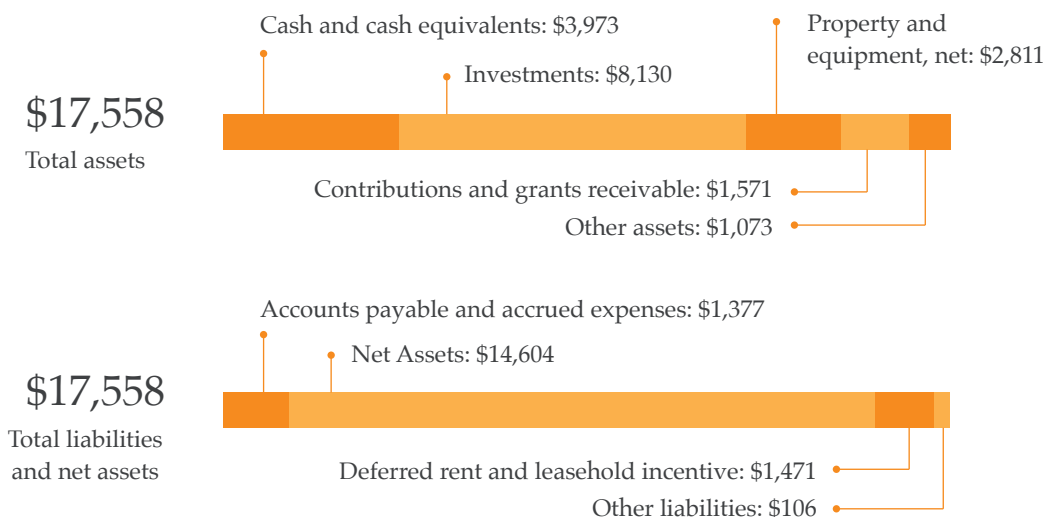 Cash and cash equivalents: $3,973
Property and
equipment, net: $2,811
Investments: $8,130
$17,558
Total assets
Contributions and grants receivable: $1,571
Other assets: $1,073
Accounts payable and accrued expenses: $1,377
Net Assets: $14,604
$17,558
Total liabilities
and net assets
Deferred rent and leasehold incentive: $1,471
Other liabilities: $106